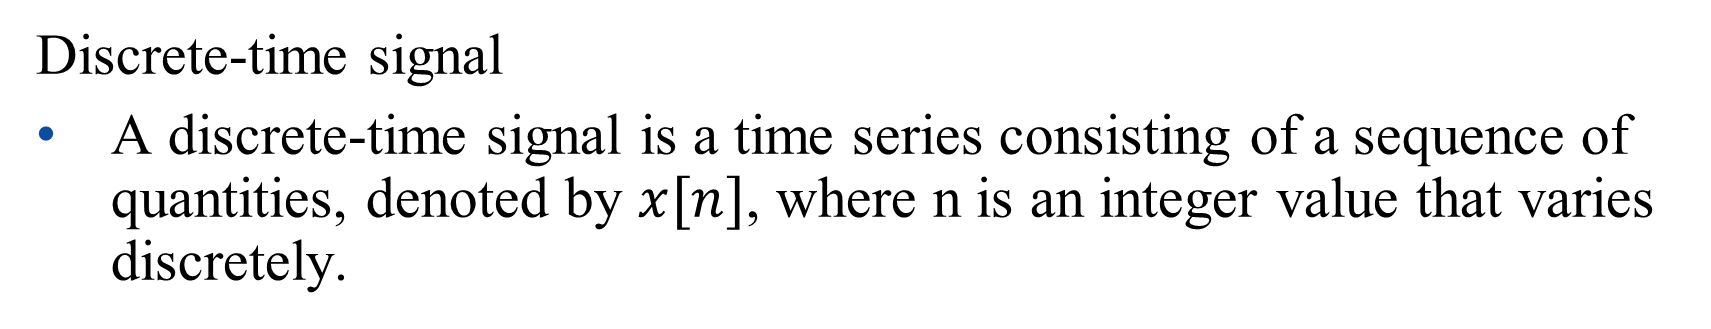 Discrete-time signal
• A discrete-time signal is a time series consisting of a sequence of
quantities, denoted by x[n], where n is an integer value that varies
discretely.